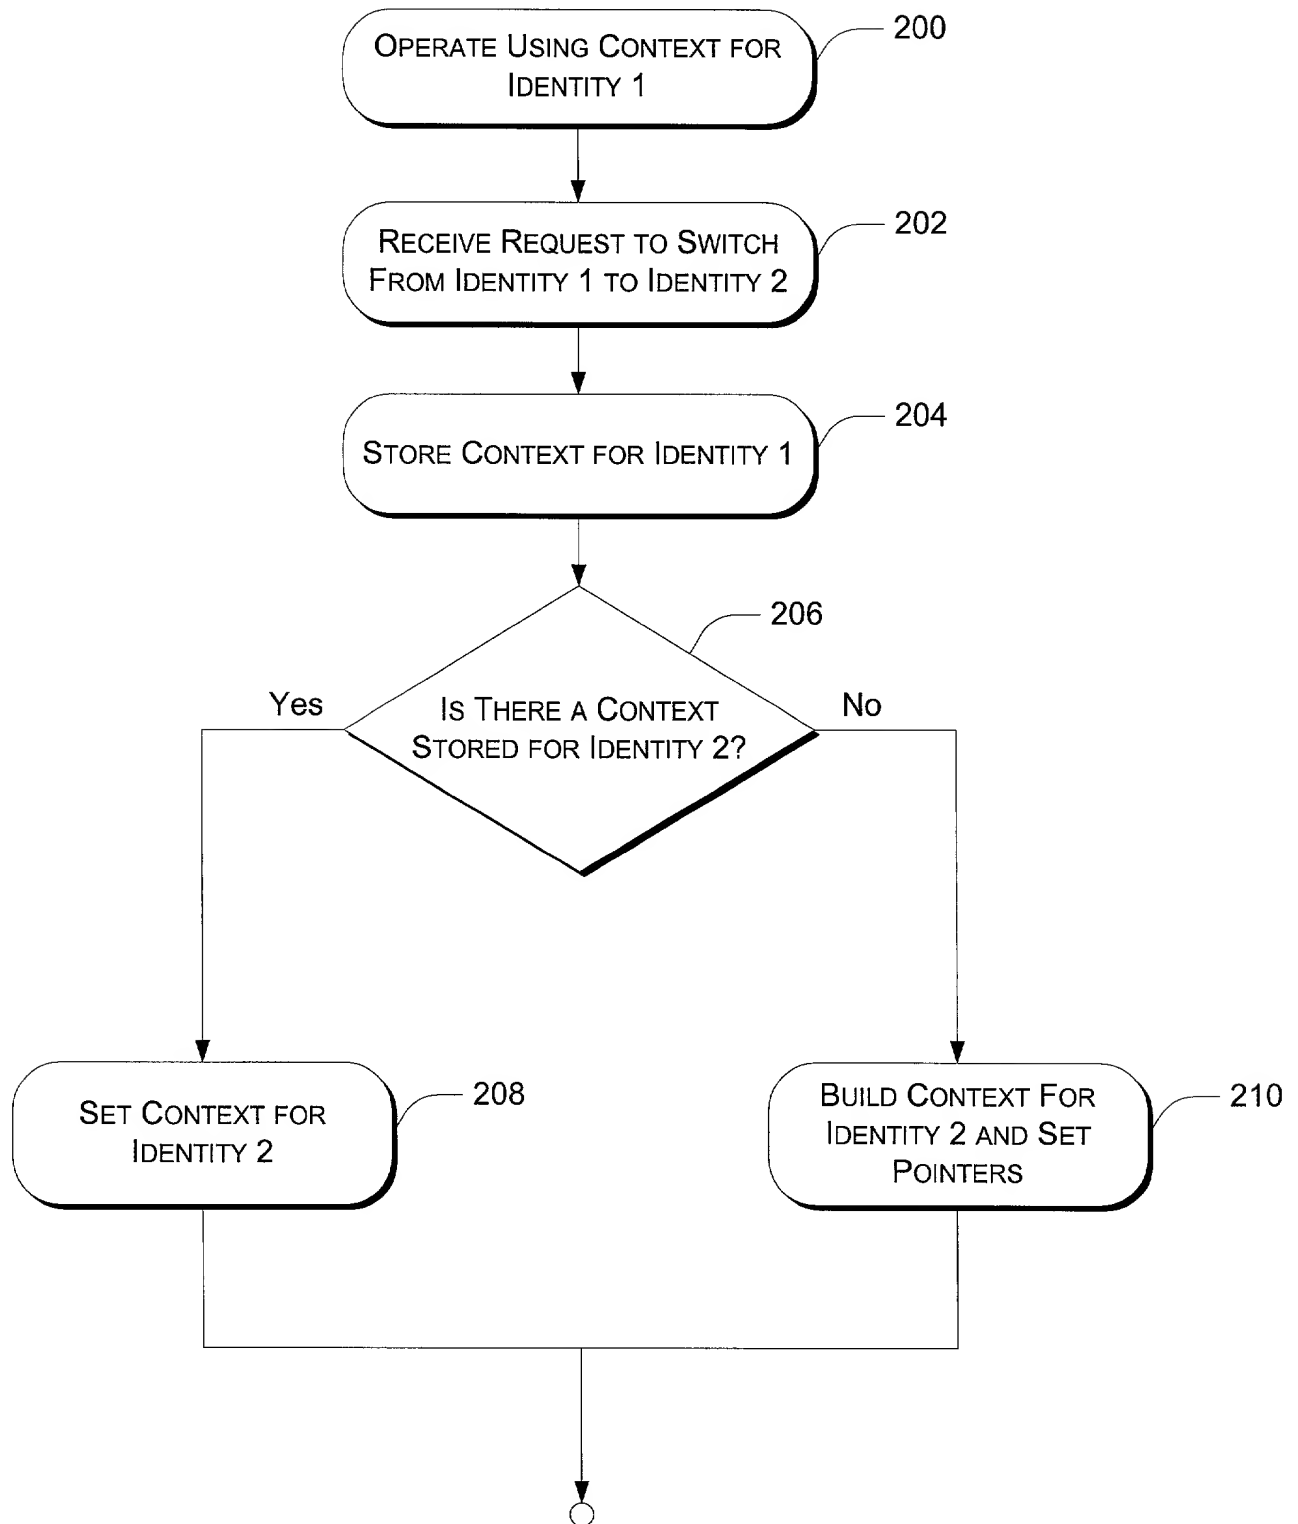 OPERATE USING CONTEXT FOR
IDENTITY 1
200
RECEIVE REQUEST TO SWITCH
FROM IDENTITY 1 TO IDENTITY 2
202
STORE CONTEXT FOR IDENTITY 1
204
206
Yes
IS THERE A CONTEXT
STORED FOR IDENTITY 2?
No
SET CONTEXT FOR
IDENTITY 2
208
BUILD CONTEXT FOR
IDENTITY 2 AND SET
POINTERS
210